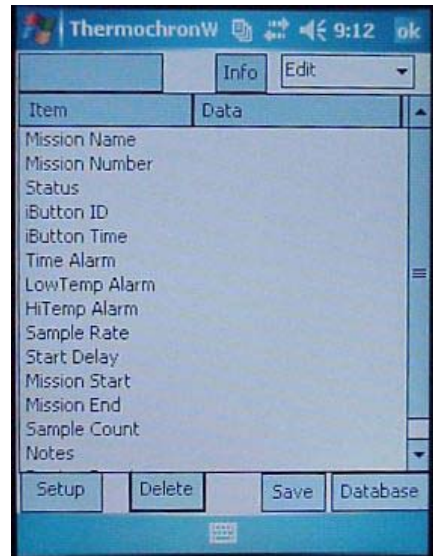 ThermochronW 9:12 ok
Info Edit
Item Data
Mission Name
Mission Number
Status
iButton ID
iButton Time
Time Alarm
LowTemp Alarm
HiTemp Alarm
Sample Rate
Start Delay
Mission Start
Mission End
Sample Count
Notes
Setup Delete Save Database